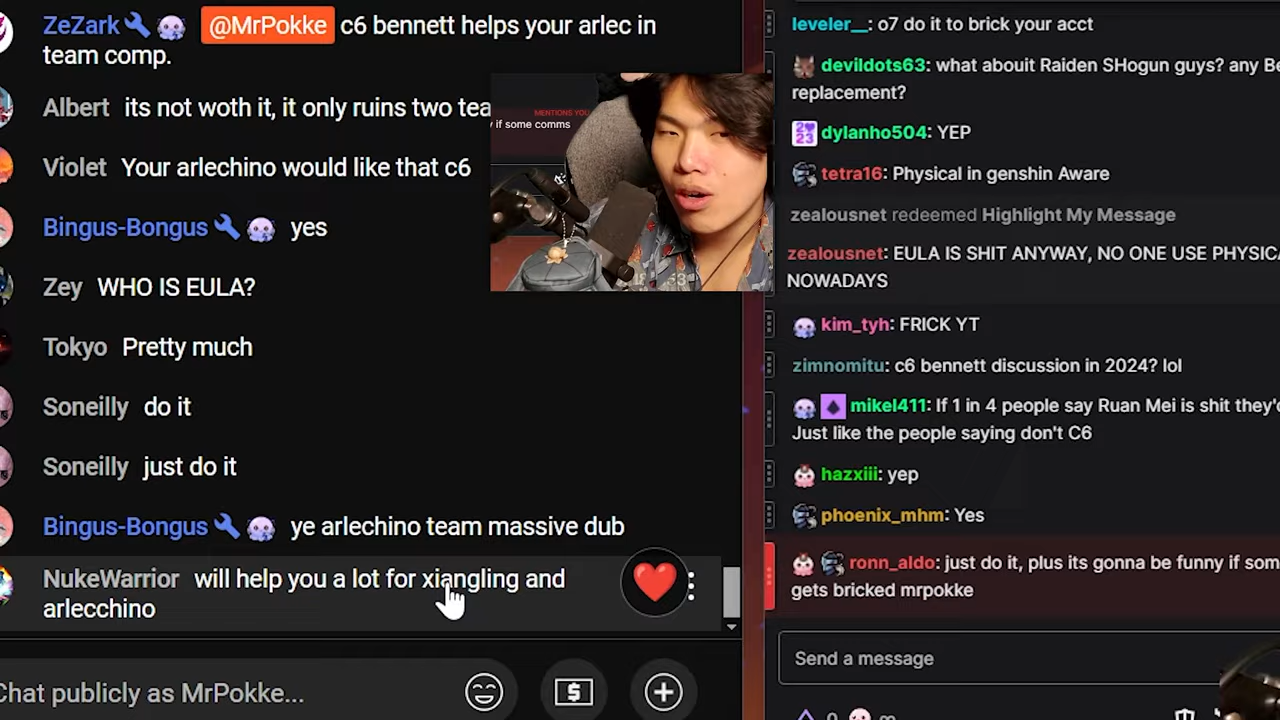 ZeZark @MrPokke c6 bennett helps your arlec in
team comp.
Albert its not woth it, it only ruins two
Violet Your arlechino would like that c6
Bingus-Bongus yes
Zey WHO IS EULA?
Tokyo Pretty much
Soneilly do it
Soneilly just do it
Bingus-Bongus ye arlechino team massive dub
NukeWarrior will help you a lot for xiangling and
arlecchino
Chat publicly as MrPokke...
MENTIONS YOU
if some comms
leveler__: o7 do it to brick your acct
devildots63: what abouit Raiden SHogun guys? any
replacement?
dylanho504: YEP
tetra16: Physical in genshin Aware
zealousnet redeemed Highlight My Message
zealousnet: EULA IS SHIT ANYWAY, NO ONE USE
NOWADAYS
kim_tyh: FRICK YT
zimnomitu: c6 bennett discussion in 2024? lol
mikel411: If 1 in 4 people say Ruan Mei is shit
Just like the people saying don't C6
hazxiii: yep
phoenix_mhm: Yes
ronn_aldo: just do it, plus its gonna be funny if
gets bricked mrpokke
Send a message